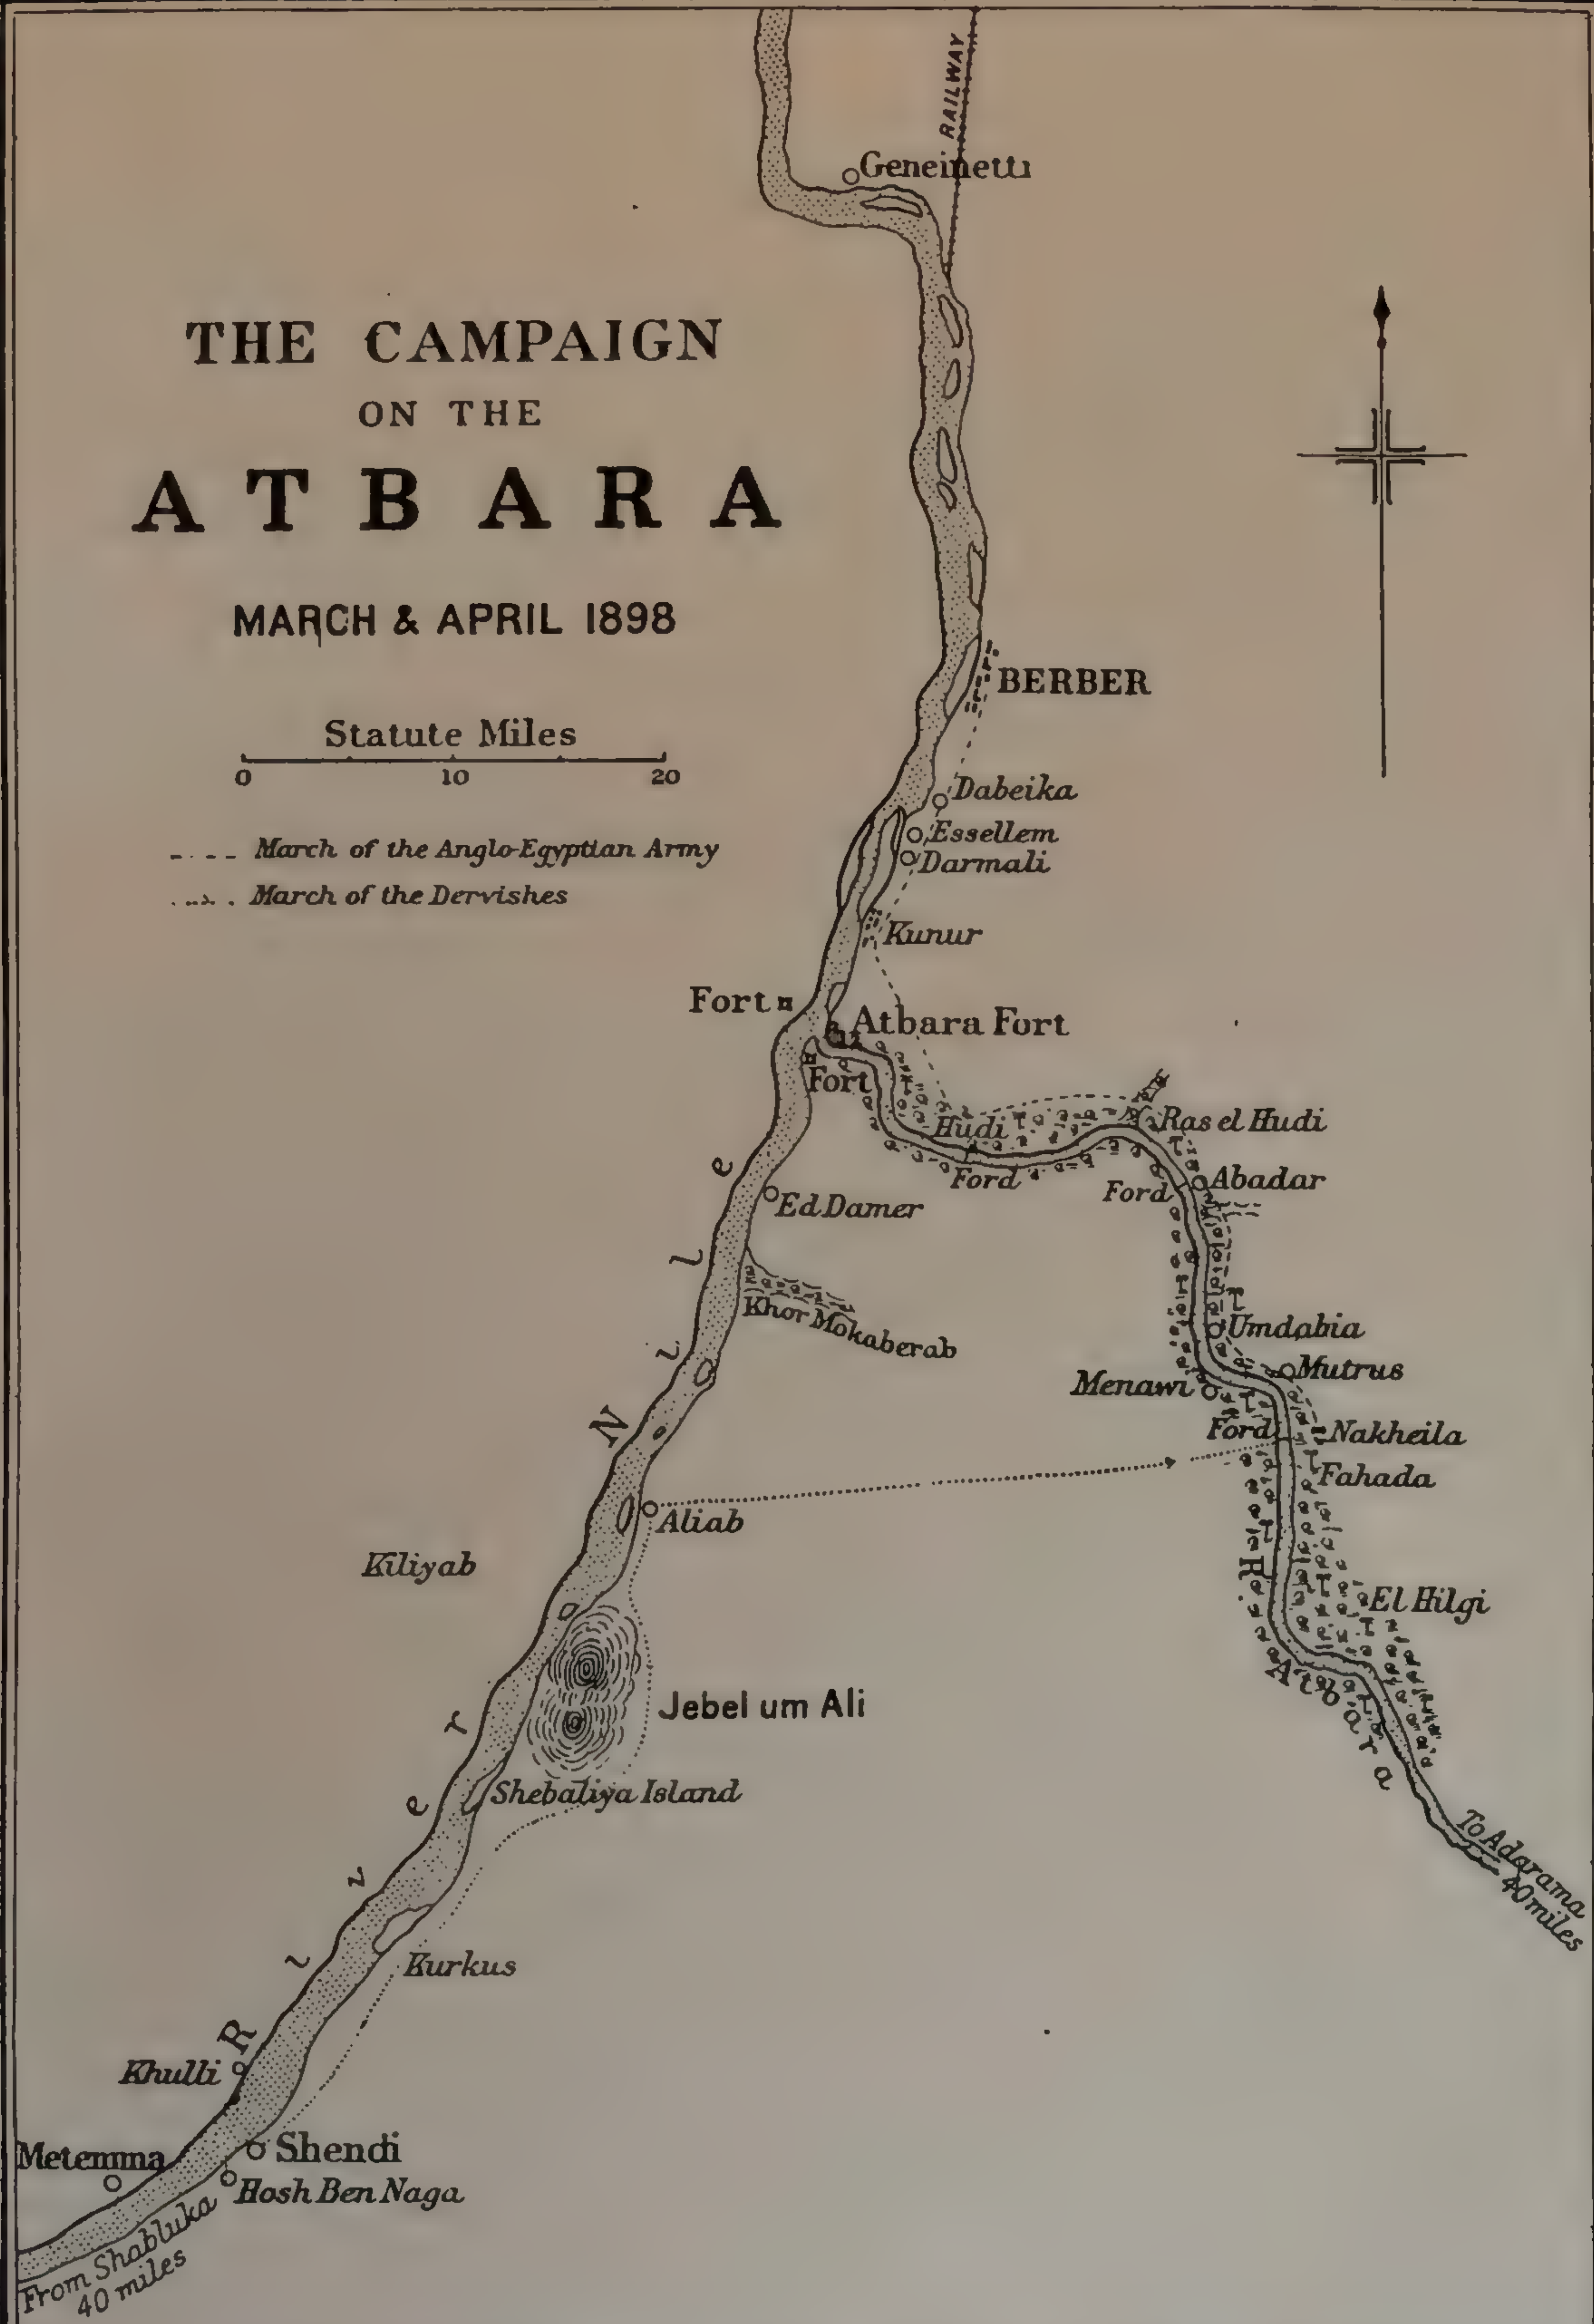 RAILWAY
Geneinetti
THE CAMPAIGN
ON THE
ATBARA
MARCH & APRIL 1898
Statute Miles
0 10 20
March of the Anglo-Egyptian Army
March of the Dervishes
BERBER
Dabeika
Essellem
Darmali
Kunur
Fort
Atbara Fort
Fort
Hudi
Ras el Hudi
Ford
Ford
Abadar
Ed Damer
Khor Mokaberab
Umdabia
Mutrus
Menawi
Ford
Nakheila
Fahada
Aliab
Kiliyab
El Hilgi
R. Atbara
Jebel um Ali
Shebaliya Island
To Adarama
40 miles
Kurkus
River Nile
Khulli
Metemma
Shendi
Hosh Ben Naga
From Shabluka
40 miles